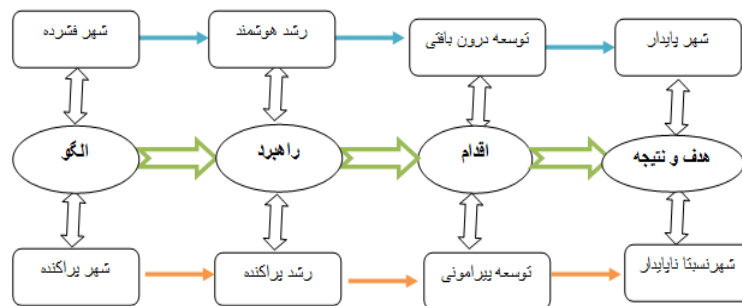 شهر فشرده
رشد هوشمند
توسعه درون بافتی
شهر پایدار
الگو
راهبرد
اقدام
هدف و نتیجه
شهر پراکنده
رشد پراکنده
توسعه پیرامونی
شهرنسبتا ناپایدار